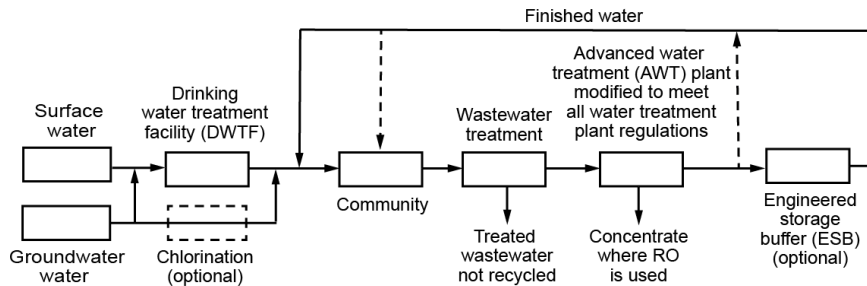 Finished water
Advanced water
treatment (AWT) plant
modified to meet
all water treatment
plant regulations
Drinking
water treatment
facility (DWTF)
Surface
water
Wastewater
treatment
Community
Groundwater
water
Chlorination
(optional)
Treated
wastewater
not recycled
Concentrate
where RO
is used
Engineered
storage
buffer (ESB)
(optional)